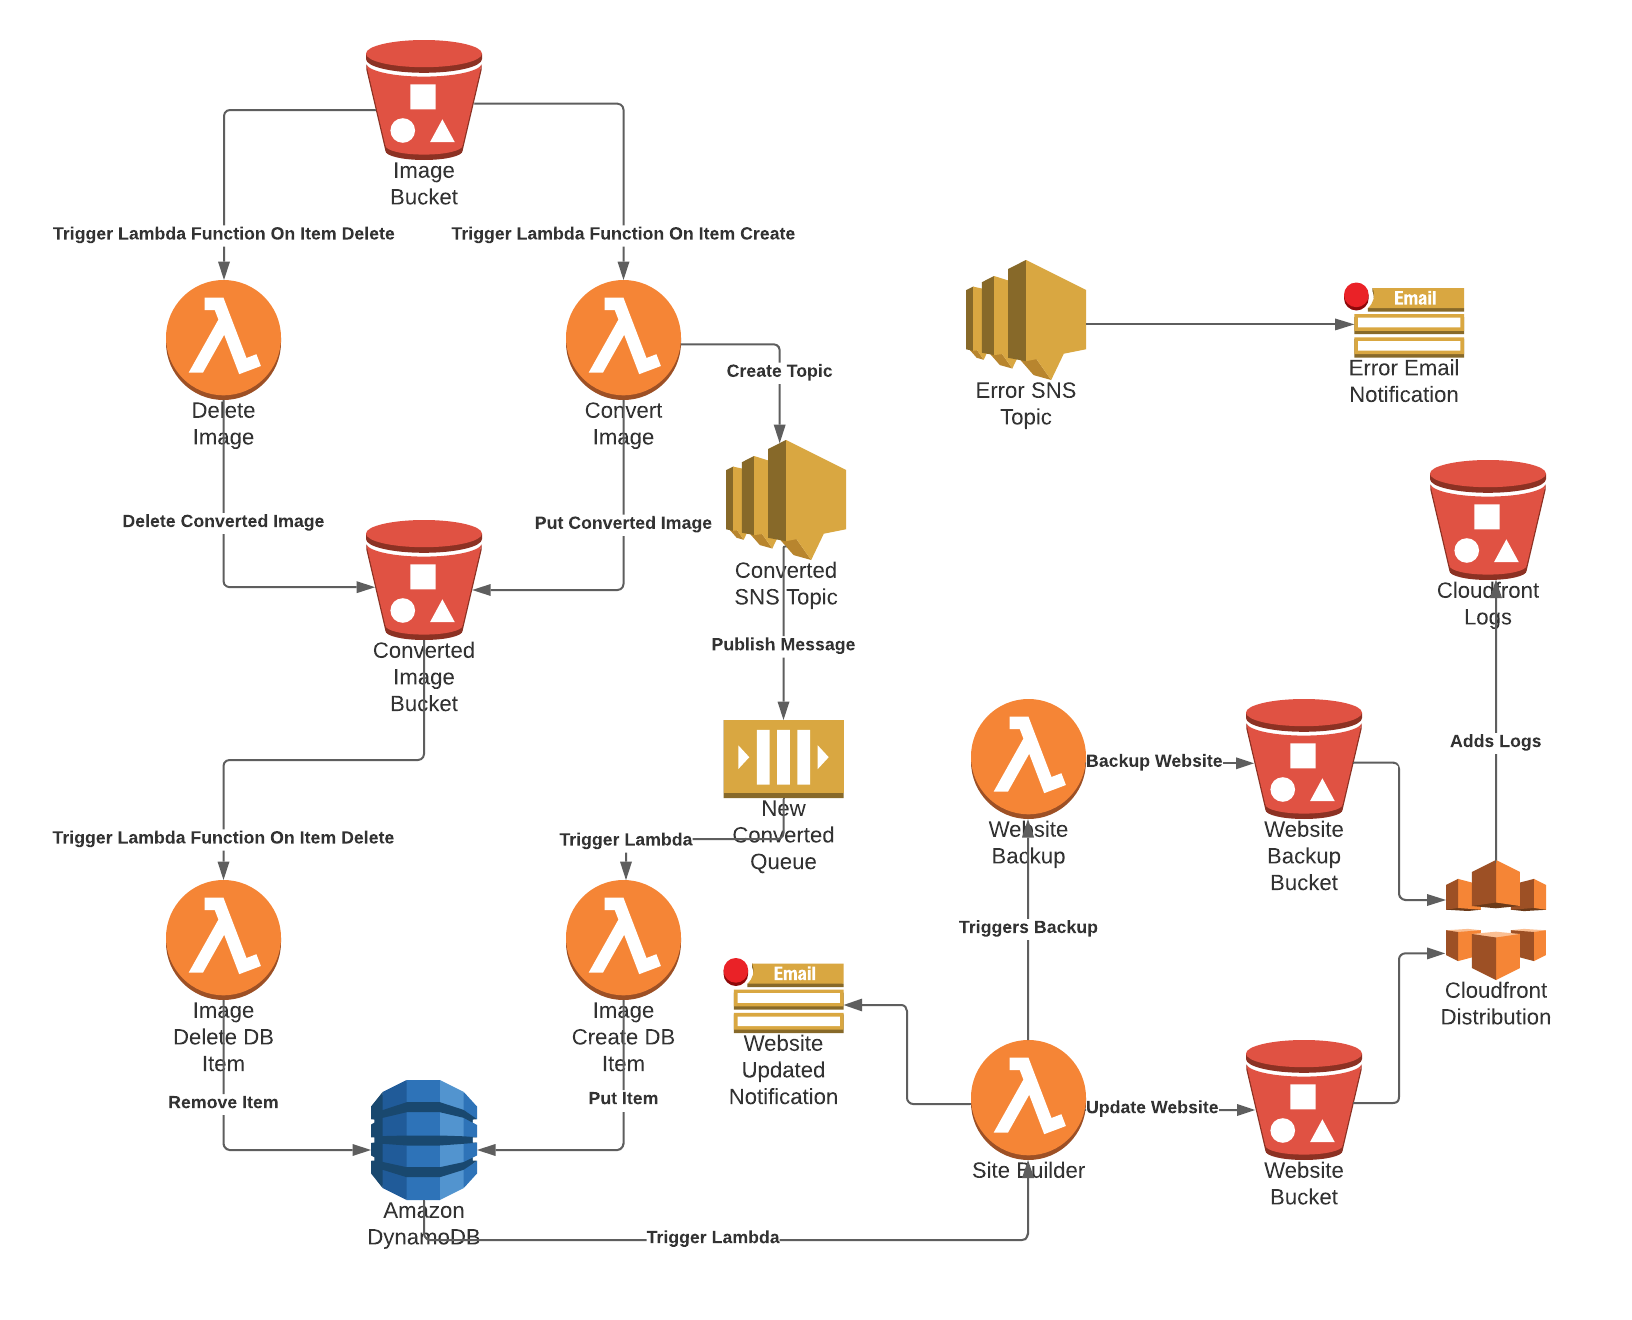 Image
Bucket
Trigger Lambda Function On Item Delete
Trigger Lambda Function On Item Create
Delete
Image
Convert
Image
Create Topic
Error SNS
Topic
Email
Error Email
Notification
Delete Converted Image
Put Converted Image
Converted
SNS Topic
Cloudfront
Logs
Converted
Image
Bucket
Publish Message
Adds Logs
Backup Website
New
Converted
Queue
Trigger Lambda Function On Item Delete
Trigger Lambda
Website
Backup
Website
Backup
Bucket
Triggers Backup
Email
Website
Updated
Notification
Cloudfront
Distribution
Image
Delete DB
Item
Image
Create DB
Item
Remove Item
Put Item
Update Website
Site Builder
Website
Bucket
Amazon
DynamoDB
Trigger Lambda